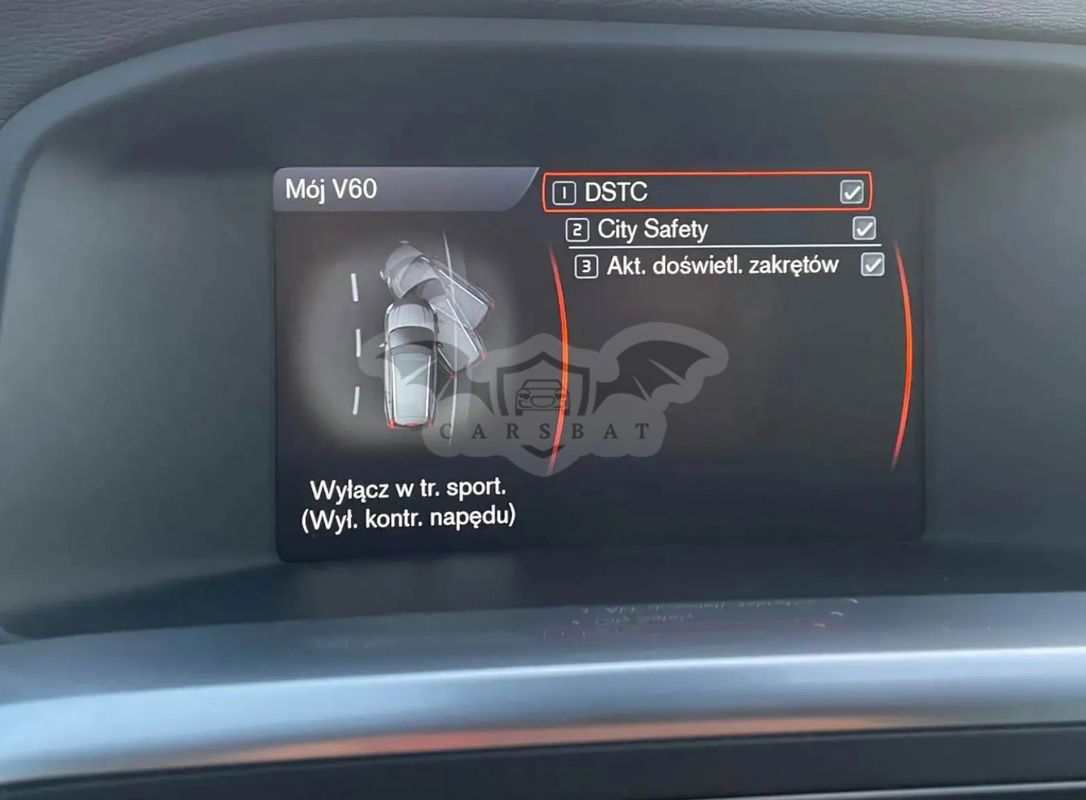 Mój V60
1 DSTC
2 City Safety
3 Akt. doświetl. zakrętów
CARSBAT
Wyłącz w tr. sport.
(Wył. kontr. napędu)